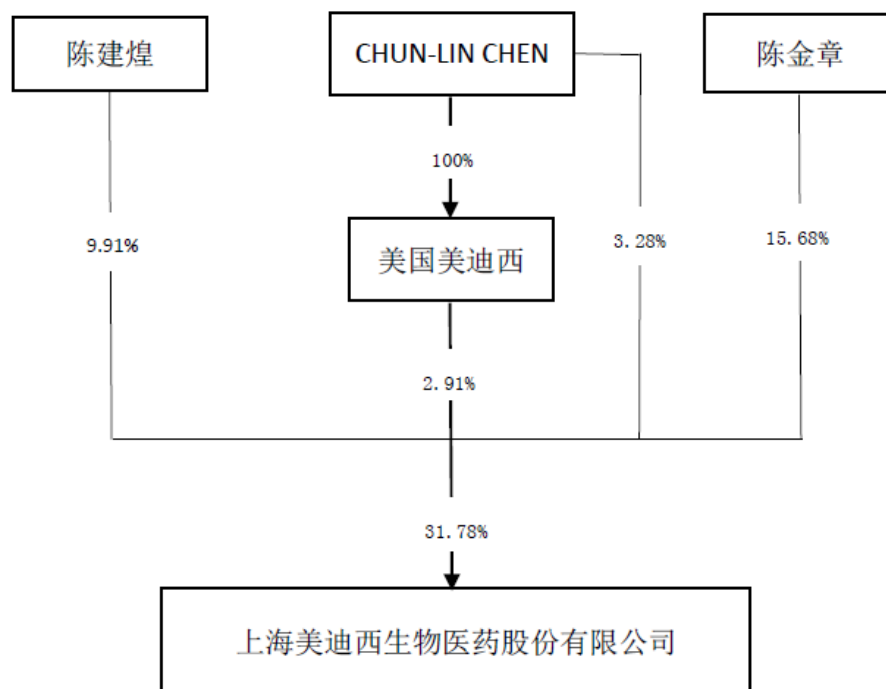 陈建煌
CHUN-LIN CHEN
陈金章
100%
美国美迪西
9.91%
3.28%
15.68%
2.91%
31.78%
上海美迪西生物医药股份有限公司